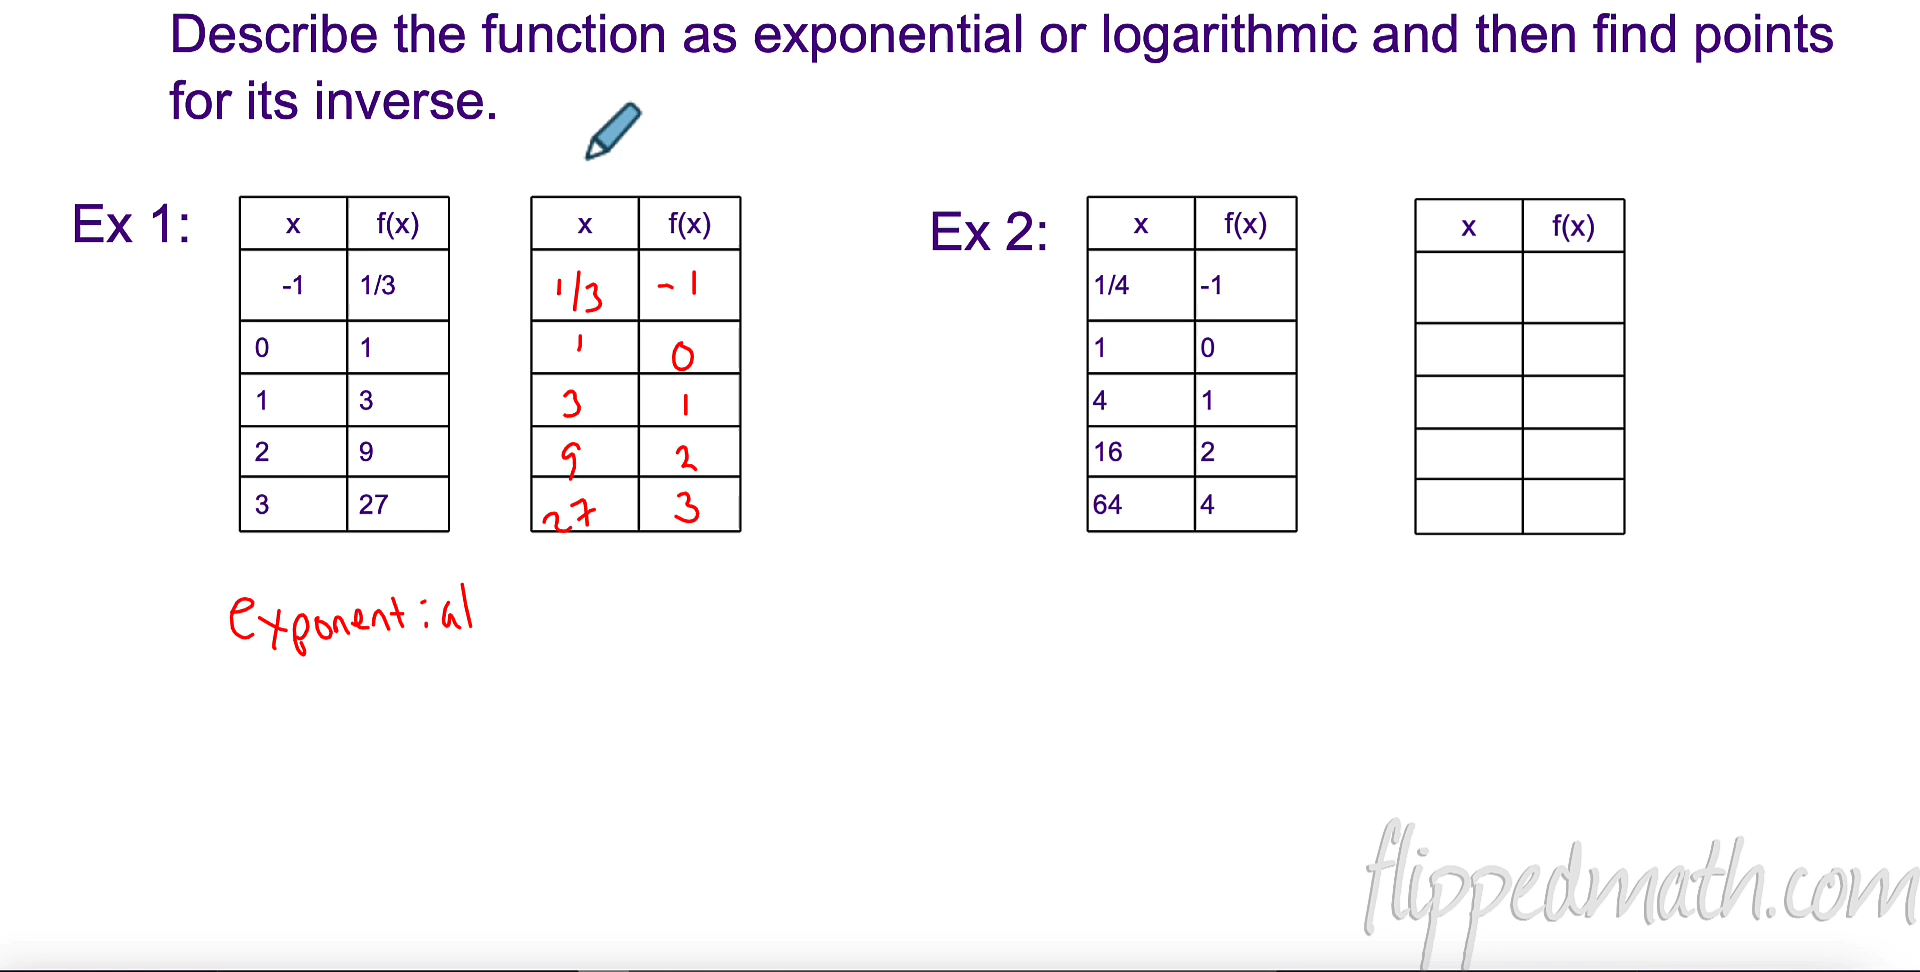 Describe the function as exponential or logarithmic and then find points
for its inverse.
Ex 1:
x f(x)
-1 1/3
0 1
1 3
2 9
3 27
x f(x)
1/3 -1
1 0
3 1
9 2
27 3
exponential
Ex 2:
x f(x)
1/4 -1
1 0
4 1
16 2
64 4
x f(x)
flippedmath.com